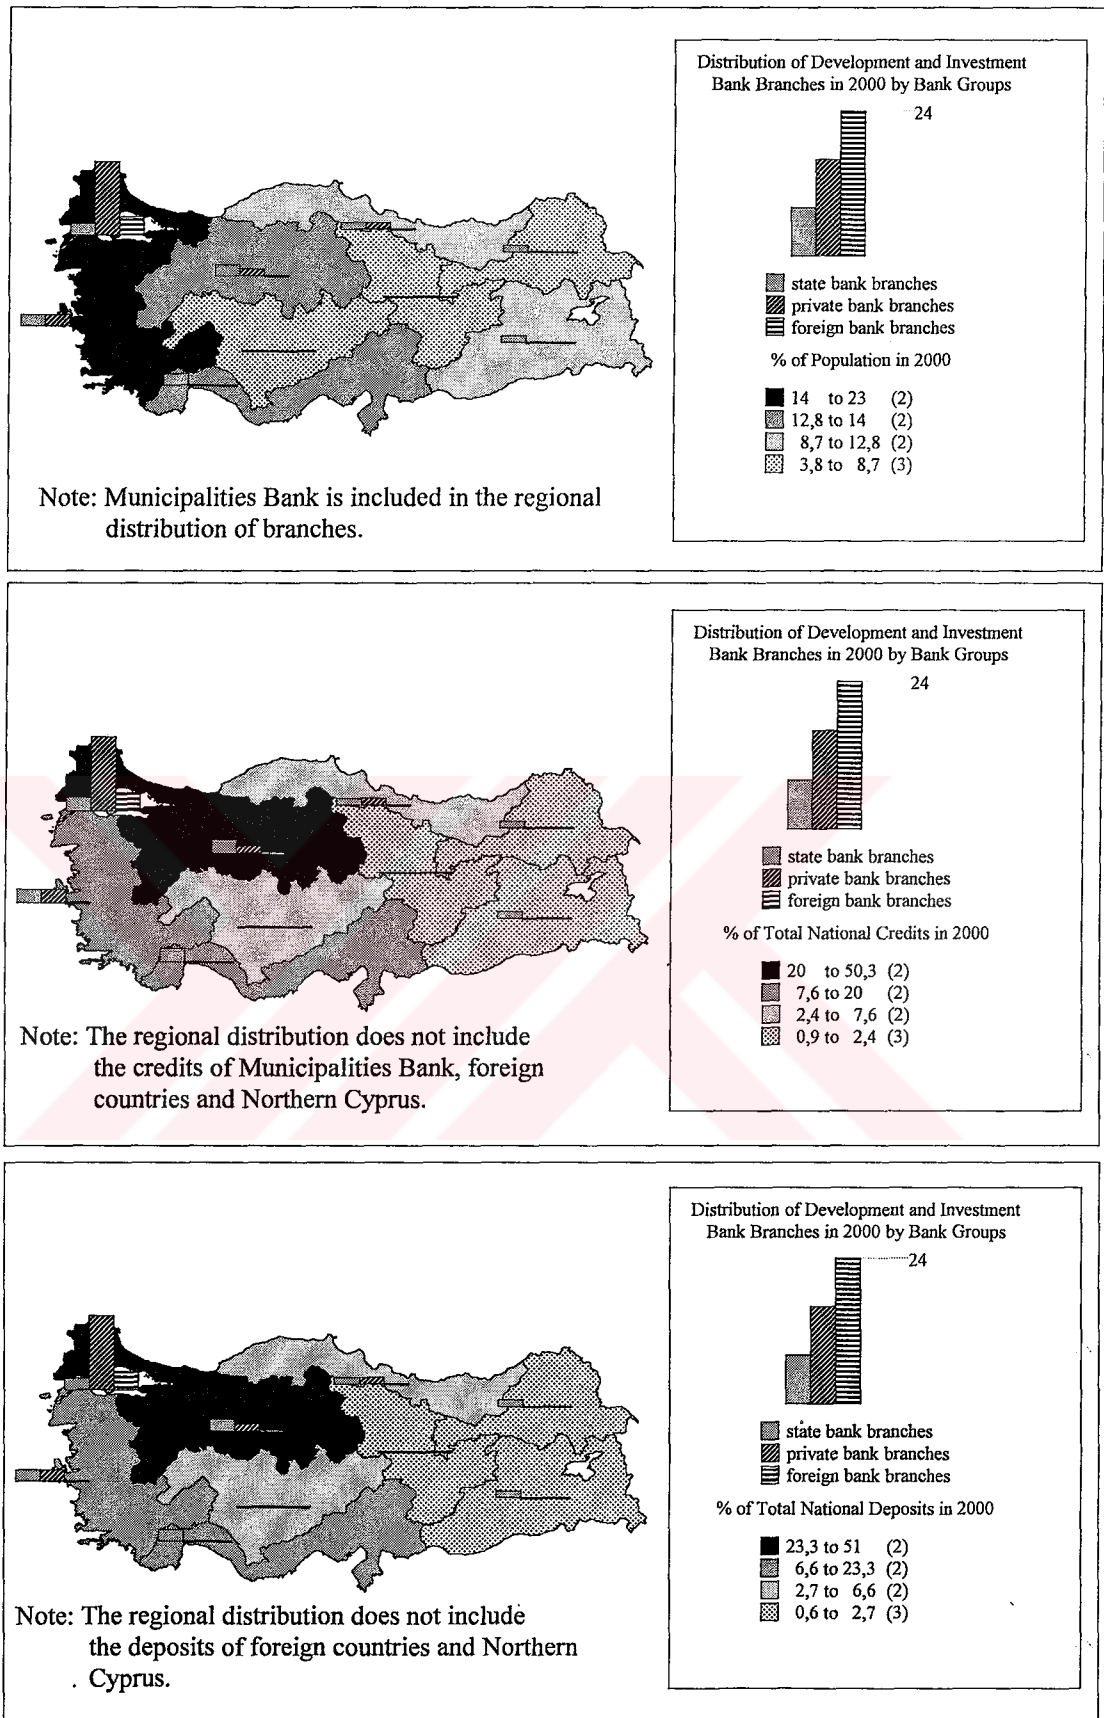 Distribution of Development and Investment
Bank Branches in 2000 by Bank Groups
24
state bank branches
private bank branches
foreign bank branches
% of Population in 2000
14 to 23 (2)
12,8 to 14 (2)
8,7 to 12,8 (2)
3,8 to 8,7 (3)
Note: Municipalities Bank is included in the regional
distribution of branches.
Distribution of Development and Investment
Bank Branches in 2000 by Bank Groups
24
state bank branches
private bank branches
foreign bank branches
% of Total National Credits in 2000
20 to 50,3 (2)
7,6 to 20 (2)
2,4 to 7,6 (2)
0,9 to 2,4 (3)
Note: The regional distribution does not include
the credits of Municipalities Bank, foreign
countries and Northern Cyprus.
Distribution of Development and Investment
Bank Branches in 2000 by Bank Groups
24
state bank branches
private bank branches
foreign bank branches
% of Total National Deposits in 2000
23,3 to 51 (2)
6,6 to 23,3 (2)
2,7 to 6,6 (2)
0,6 to 2,7 (3)
Note: The regional distribution does not include
the deposits of foreign countries and Northern
Cyprus.